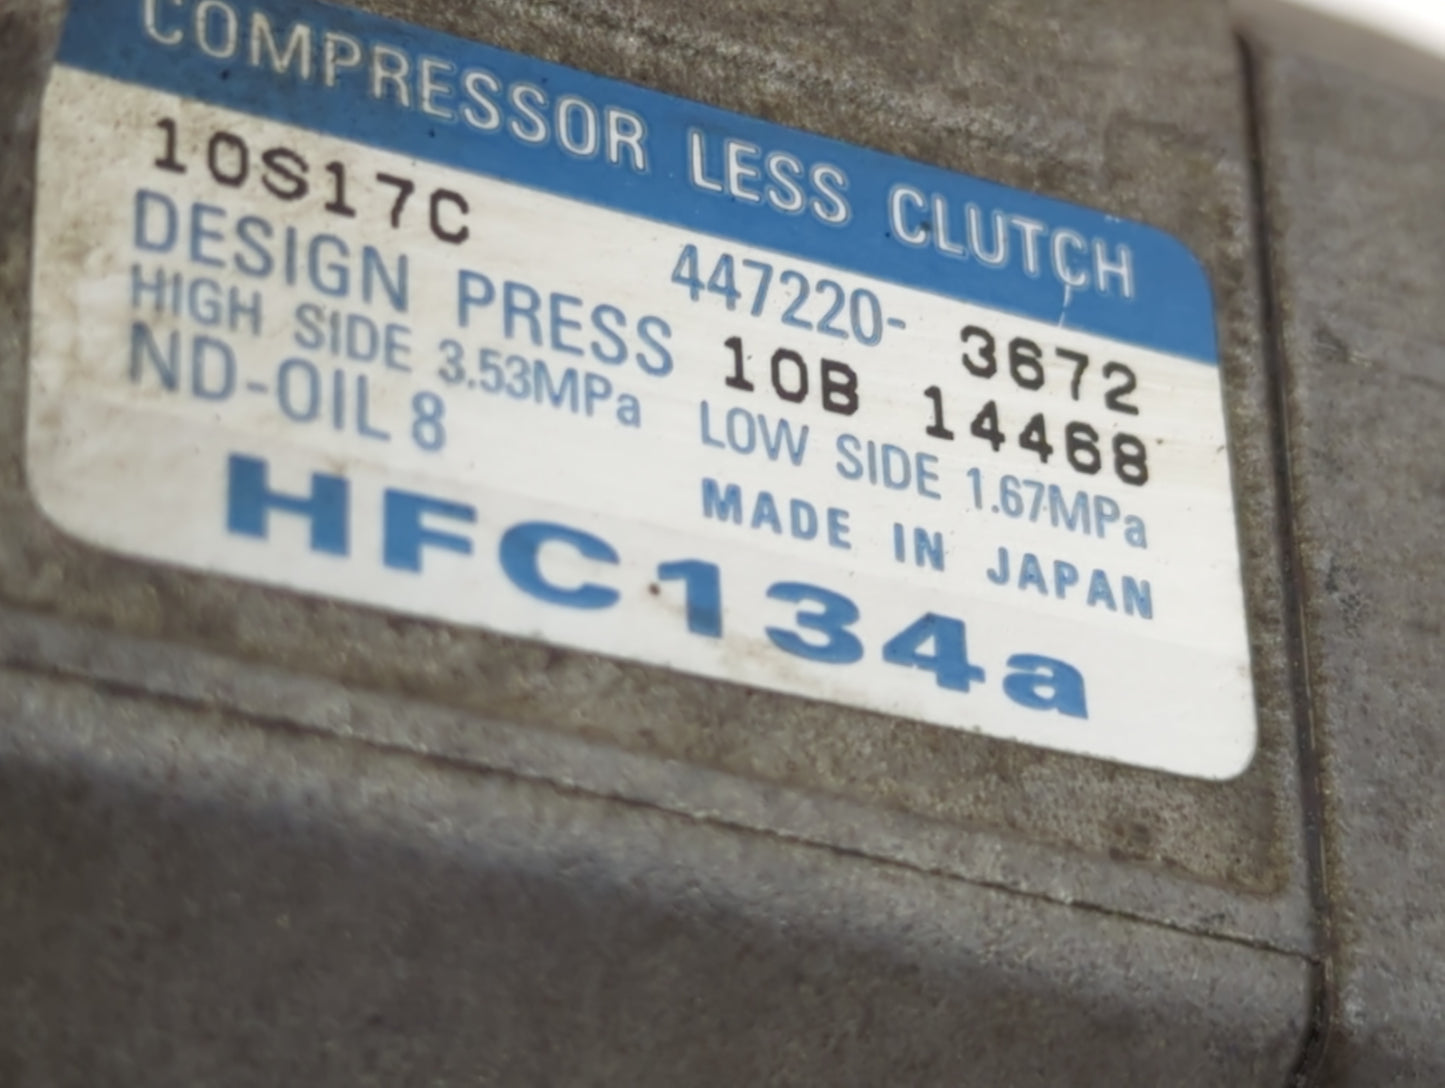 COMPRESSOR LESS CLUTCH
10S17C 447220- 3672
DESIGN PRESS 10B 14468
HIGH SIDE 3.53MPa LOW SIDE 1.67MPa
ND-OIL 8 MADE IN JAPAN
HFC134a